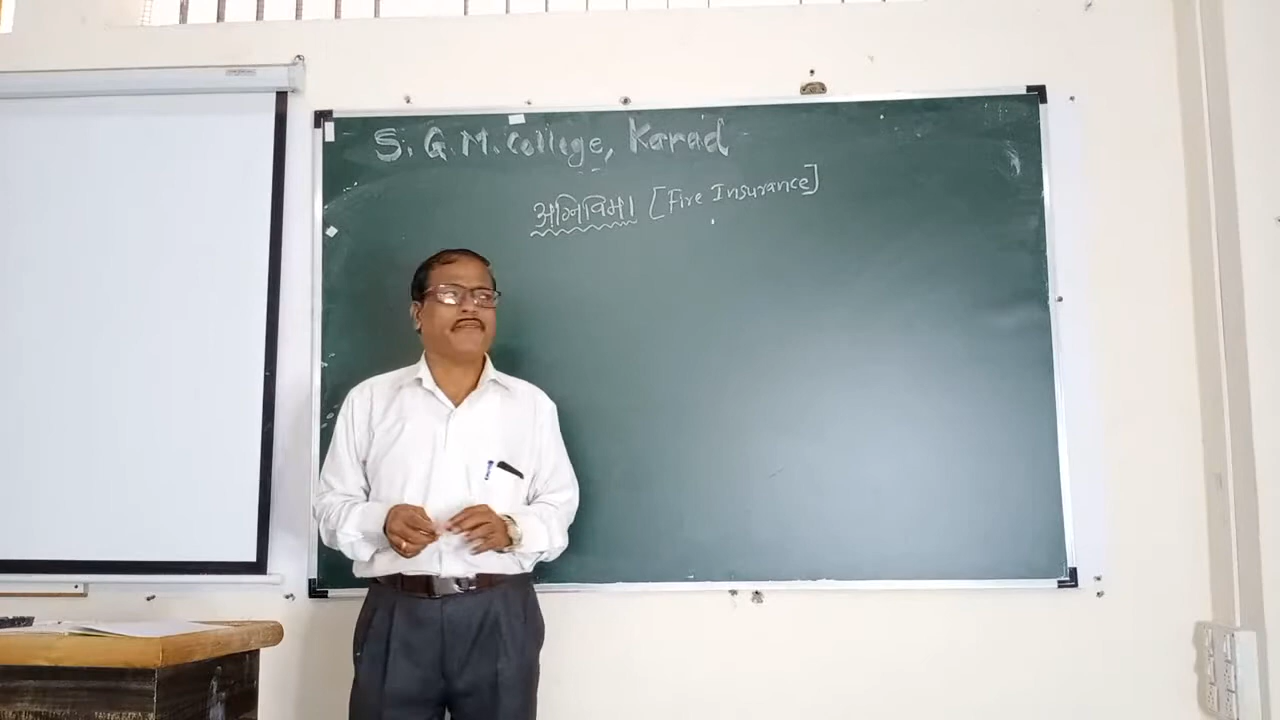 S. G. M. College, Karad
अग्निविमा [Fire Insurance]